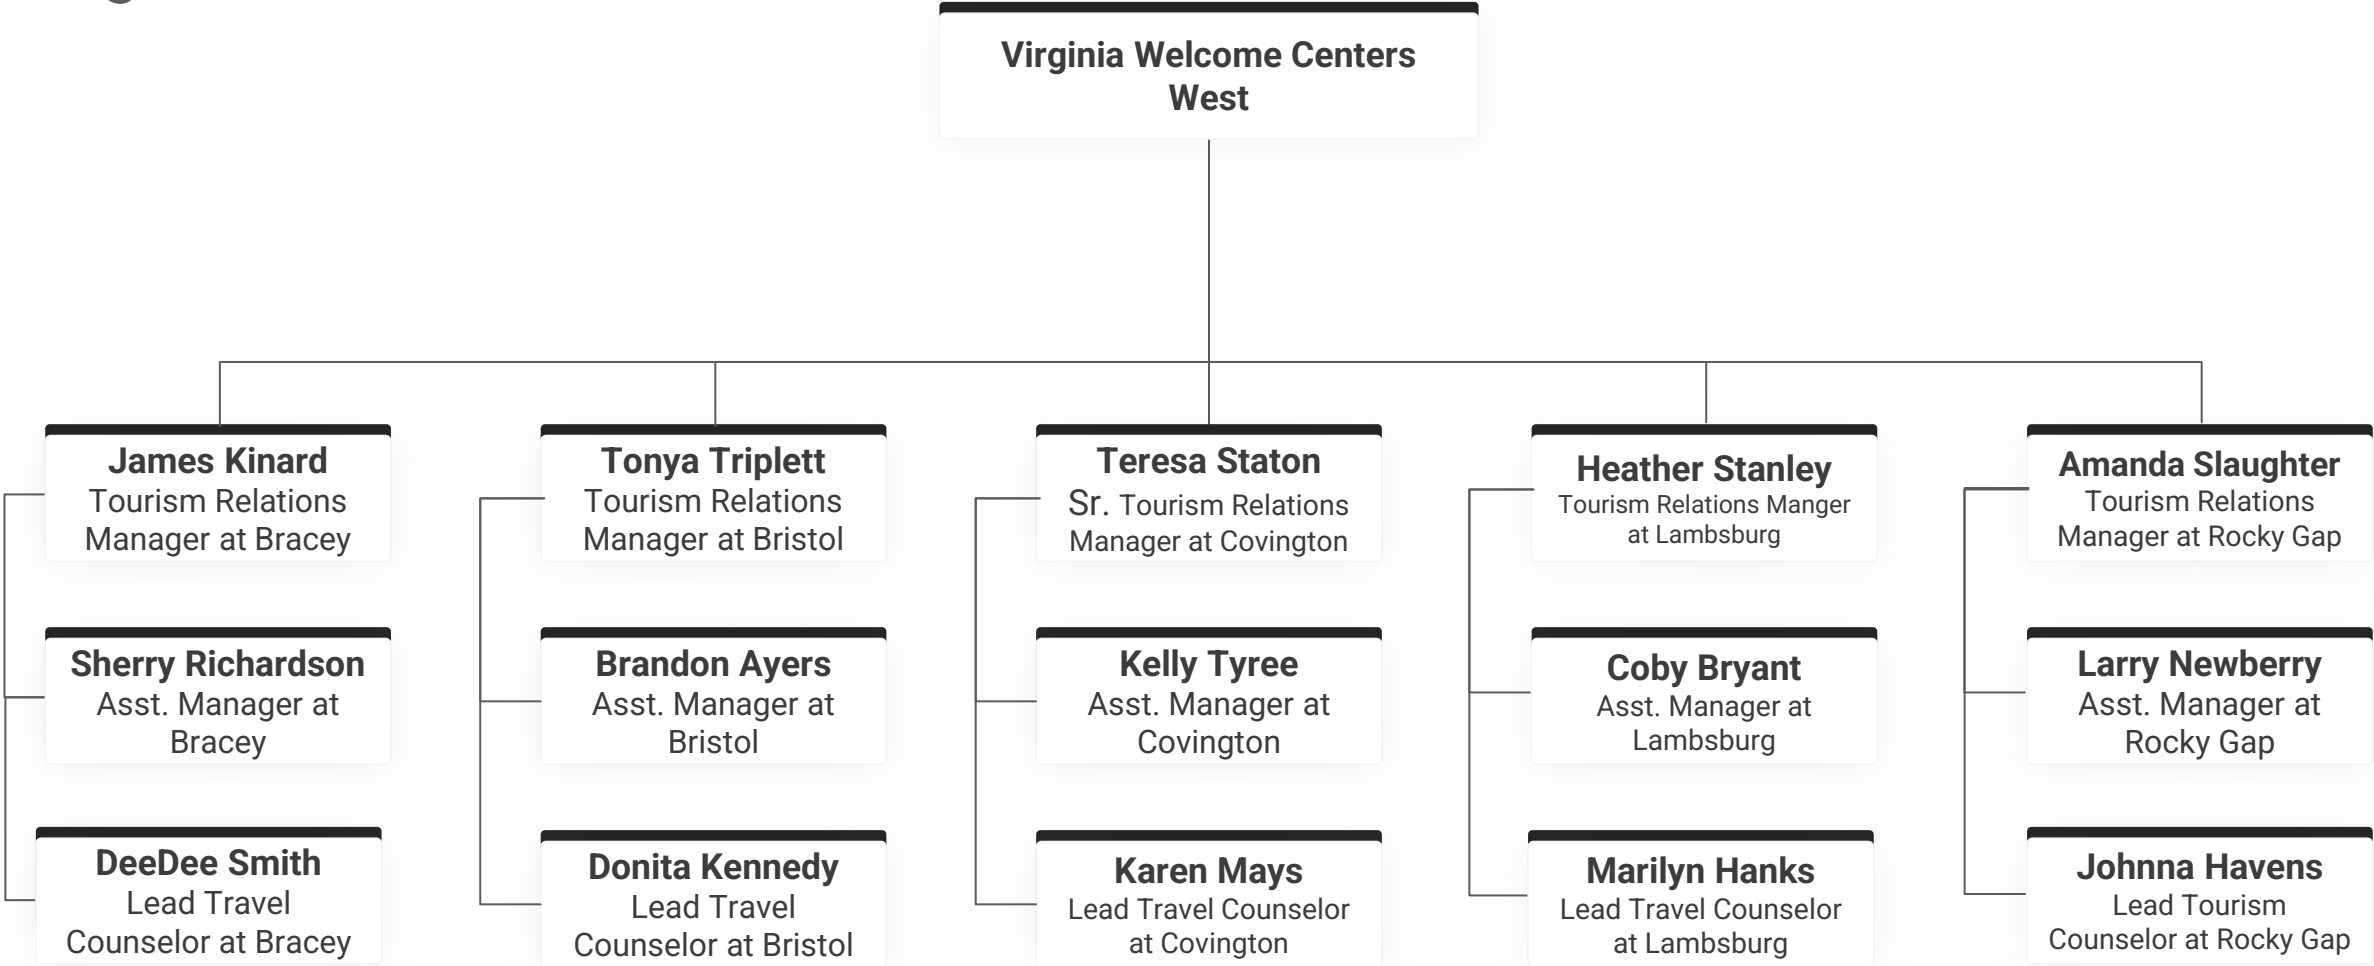 Virginia Welcome Centers
West
James Kinard
Tourism Relations
Manager at Bracey
Tonya Triplett
Tourism Relations
Manager at Bristol
Teresa Staton
Sr. Tourism Relations
Manager at Covington
Heather Stanley
Tourism Relations Manger
at Lambsburg
Amanda Slaughter
Tourism Relations
Manager at Rocky Gap
Sherry Richardson
Asst. Manager at
Bracey
Brandon Ayers
Asst. Manager at
Bristol
Kelly Tyree
Asst. Manager at
Covington
Coby Bryant
Asst. Manager at
Lambsburg
Larry Newberry
Asst. Manager at
Rocky Gap
DeeDee Smith
Lead Travel
Counselor at Bracey
Donita Kennedy
Lead Travel
Counselor at Bristol
Karen Mays
Lead Travel Counselor
at Covington
Marilyn Hanks
Lead Travel Counselor
at Lambsburg
Johnna Havens
Lead Tourism
Counselor at Rocky Gap